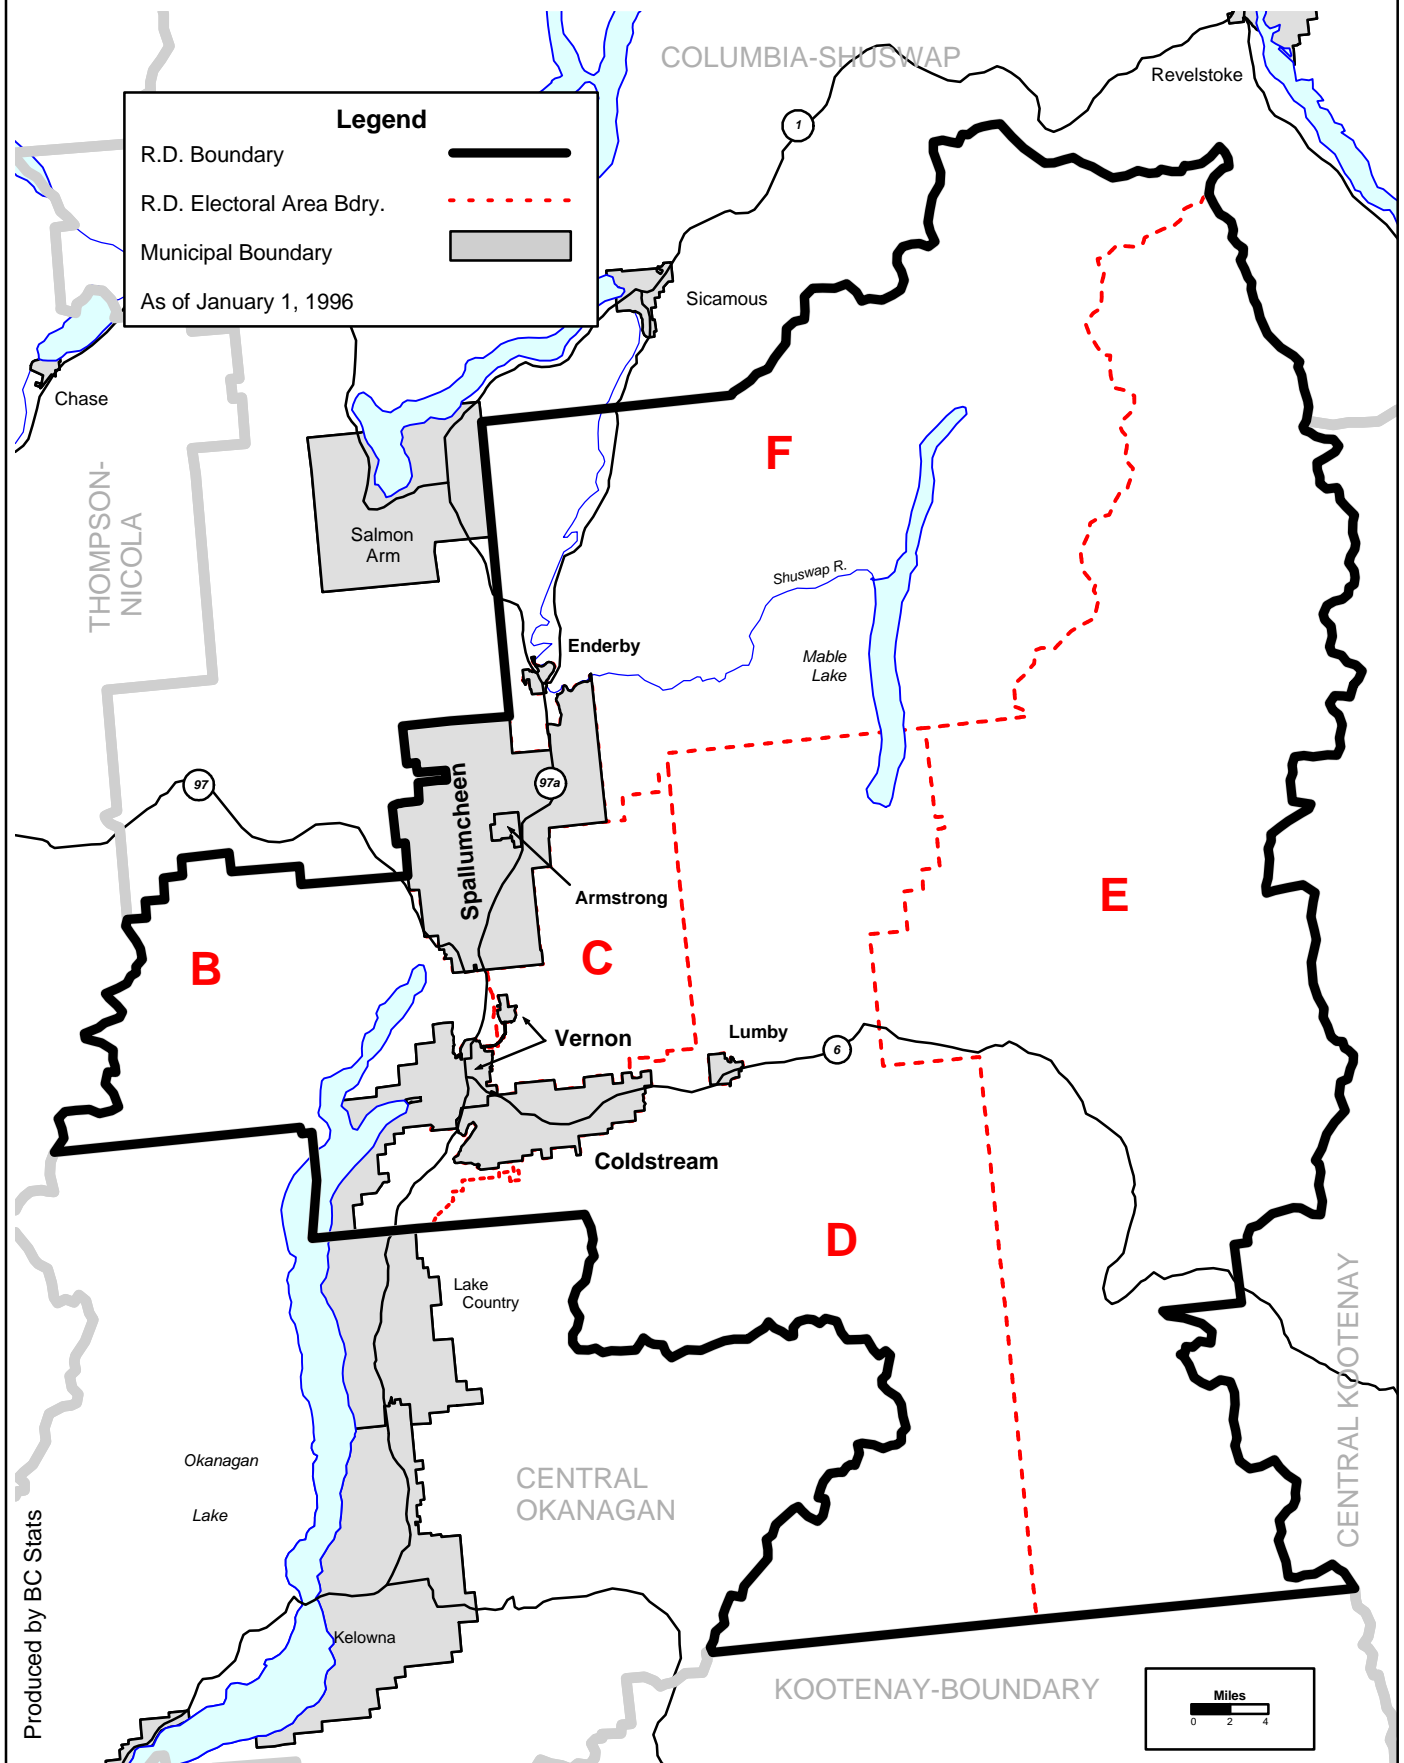 COLUMBIA-SHUSWAP
Revelstoke
1
Legend
R.D. Boundary
R.D. Electoral Area Bdry.
Municipal Boundary
As of January 1, 1996
Sicamous
Chase
F
THOMPSON-
NICOLA
Salmon
Arm
Shuswap R.
Enderby
Mable
Lake
97
97a
Spallumcheen
Armstrong
E
B
C
Vernon
Lumby
6
Coldstream
D
Lake
Country
CENTRAL KOOTENAY
Okanagan
Lake
CENTRAL
OKANAGAN
Produced by BC Stats
Kelowna
KOOTENAY-BOUNDARY
Miles
0 2 4